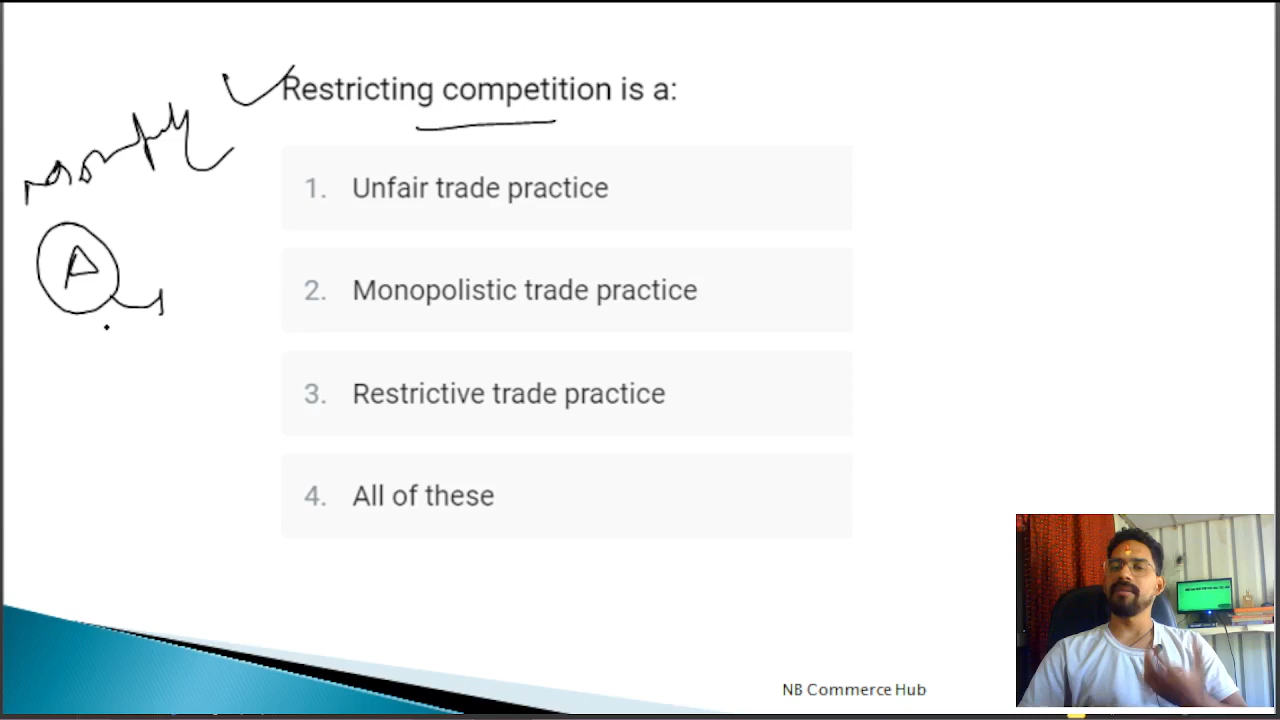 Restricting competition is a:
monopoly
A
1. Unfair trade practice
2. Monopolistic trade practice
3. Restrictive trade practice
4. All of these
NB Commerce Hub